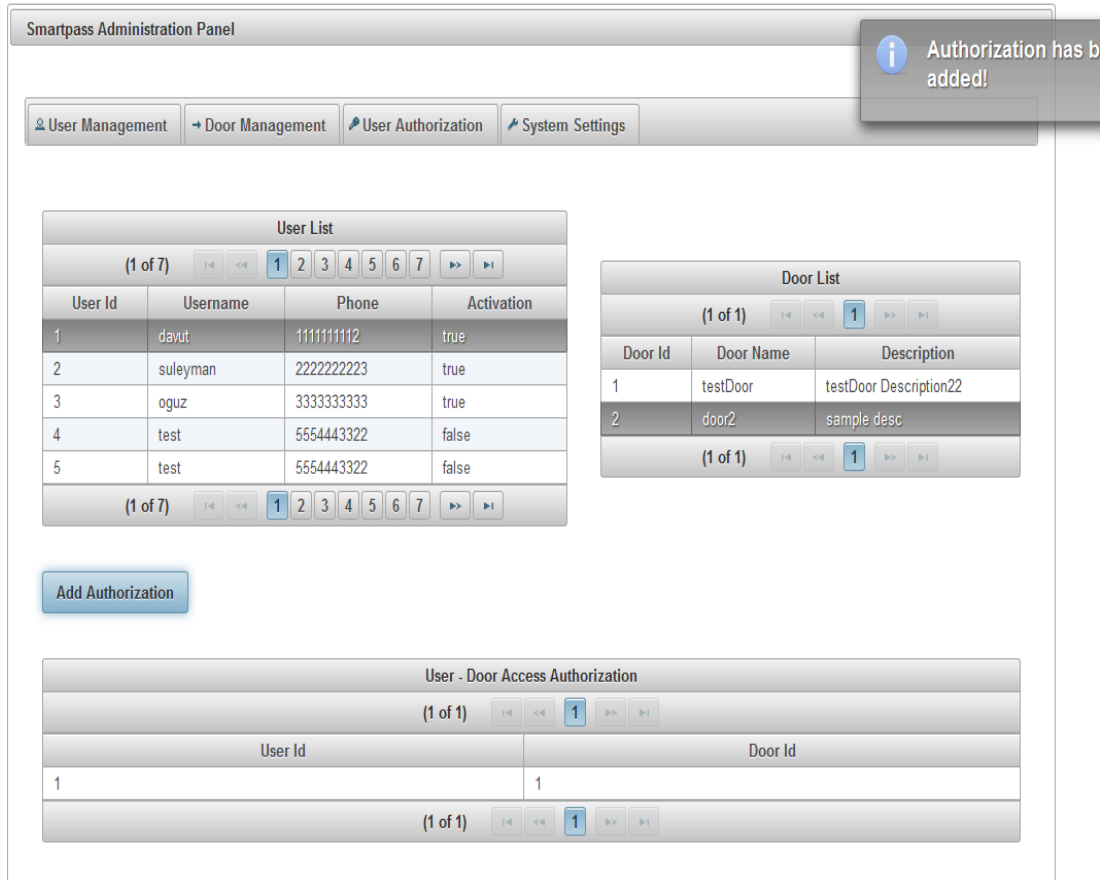 Smartpass Administration Panel
Authorization has b
added!
User Management Door Management User Authorization System Settings
User List
(1 of 7) 1 2 3 4 5 6 7
User Id Username Phone Activation
1 davut 1111111112 true
2 suleyman 2222222223 true
3 oguz 3333333333 true
4 test 5554443322 false
5 test 5554443322 false
(1 of 7) 1 2 3 4 5 6 7
Door List
(1 of 1) 1
Door Id Door Name Description
1 testDoor testDoor Description22
2 door2 sample desc
(1 of 1) 1
Add Authorization
User - Door Access Authorization
(1 of 1) 1
User Id Door Id
1 1
(1 of 1) 1